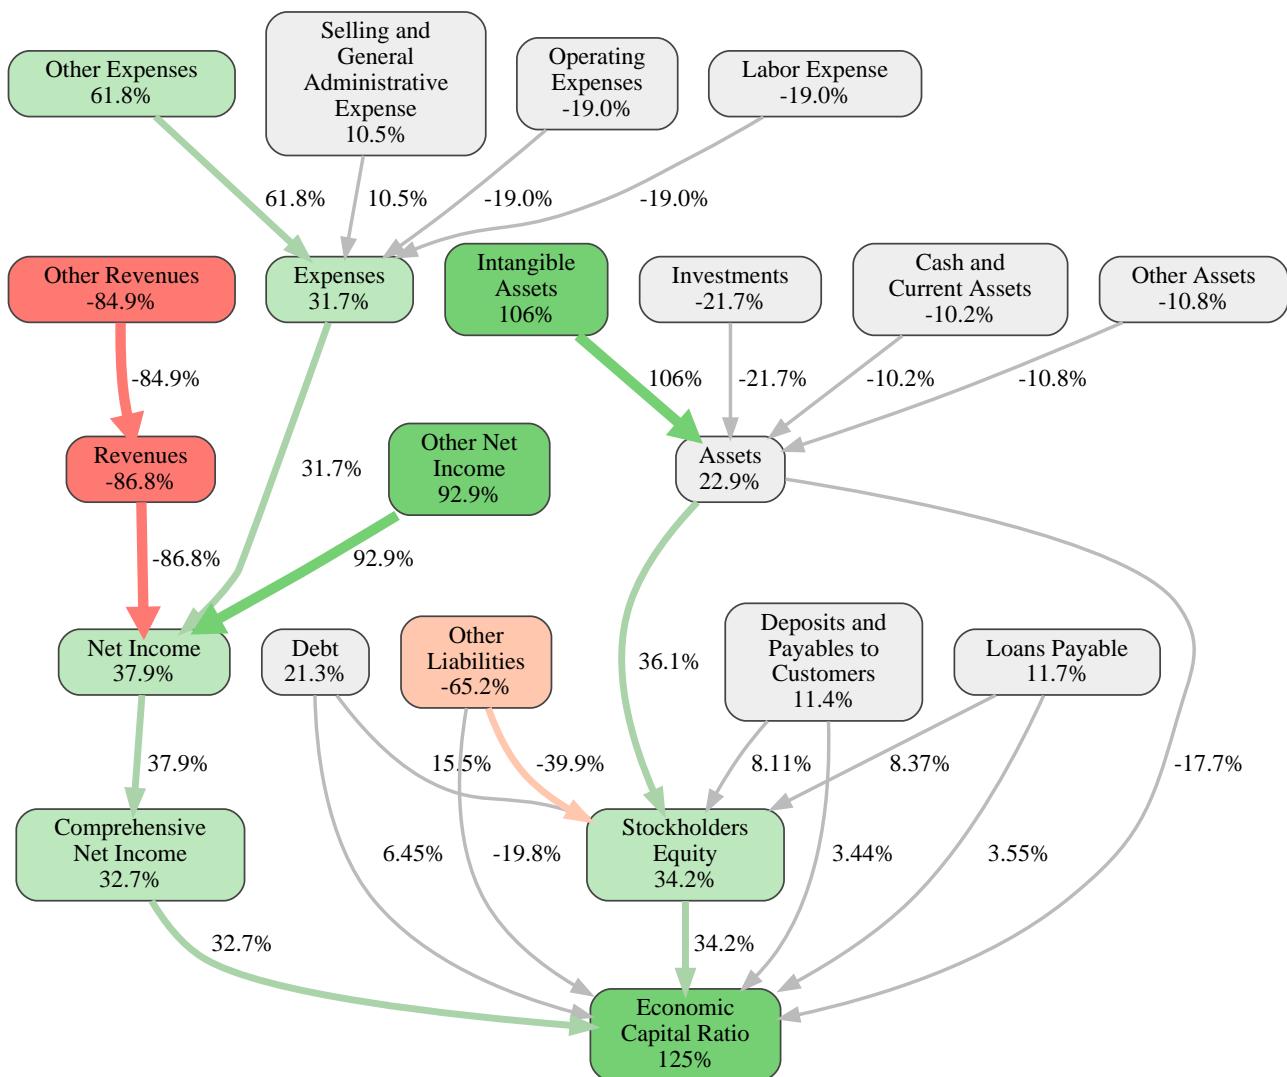 Other Expenses
61.8%
Selling and
General
Administrative
Expense
10.5%
Operating
Expenses
-19.0%
Labor Expense
-19.0%
61.8%
10.5%
-19.0%
-19.0%
Other Revenues
-84.9%
Expenses
31.7%
Intangible
Assets
106%
Investments
-21.7%
Cash and
Current Assets
-10.2%
Other Assets
-10.8%
-84.9%
106%
-21.7%
-10.2%
-10.8%
Revenues
-86.8%
31.7%
Other Net
Income
92.9%
Assets
22.9%
-86.8%
92.9%
Net Income
37.9%
Debt
21.3%
Other
Liabilities
-65.2%
36.1%
Deposits and
Payables to
Customers
11.4%
Loans Payable
11.7%
37.9%
15.5%
-39.9%
8.11%
8.37%
-17.7%
Comprehensive
Net Income
32.7%
6.45%
-19.8%
Stockholders
Equity
34.2%
3.44%
3.55%
32.7%
34.2%
Economic
Capital Ratio
125%